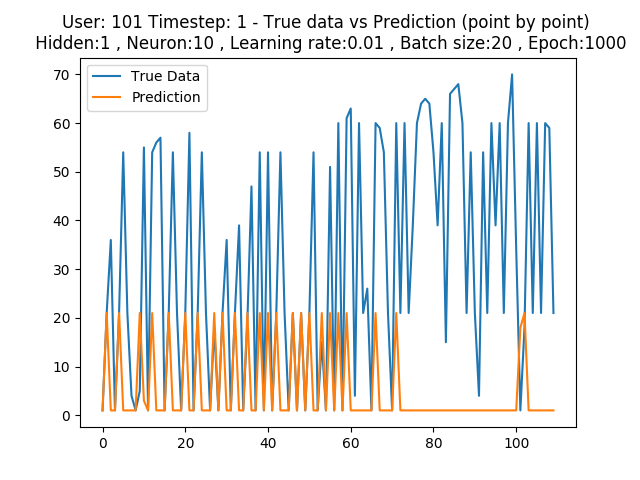 User: 101 Timestep: 1 - True data vs Prediction (point by point)
Hidden:1 , Neuron:10 , Learning rate:0.01 , Batch size:20 , Epoch:1000
True Data
Prediction
70
60
50
40
30
20
10
0
0 20 40 60 80 100